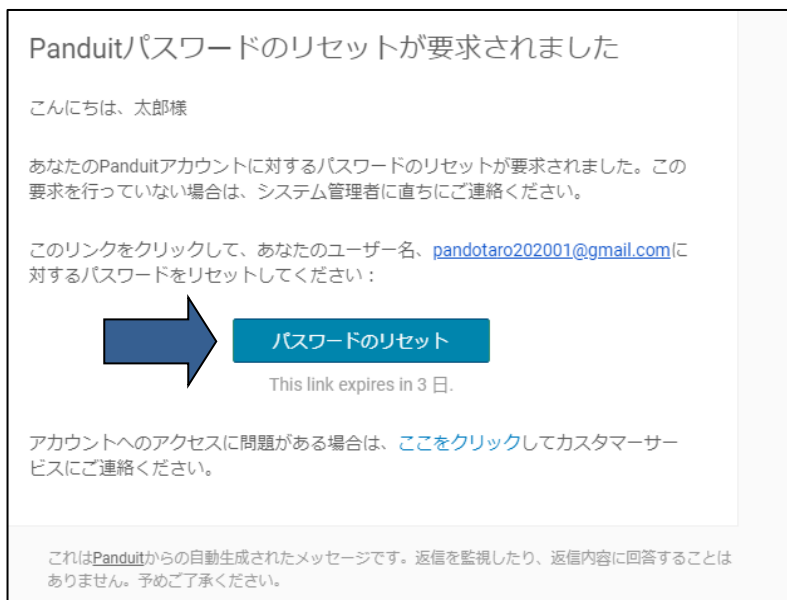 Panduitパスワードのリセットが要求されました
こんにちは、太郎様
あなたのPanduitアカウントに対するパスワードのリセットが要求されました。この
要求を行っていない場合は、システム管理者に直ちにご連絡ください。
このリンクをクリックして、あなたのユーザー名、pandotaro202001@gmail.comに
対するパスワードをリセットしてください：
パスワードのリセット
This link expires in 3 日.
アカウントへのアクセスに問題がある場合は、ここをクリックしてカスタマーサー
ビスにご連絡ください。
これはPanduitからの自動生成されたメッセージです。返信を監視したり、返信内容に回答することは
ありません。予めご了承ください。